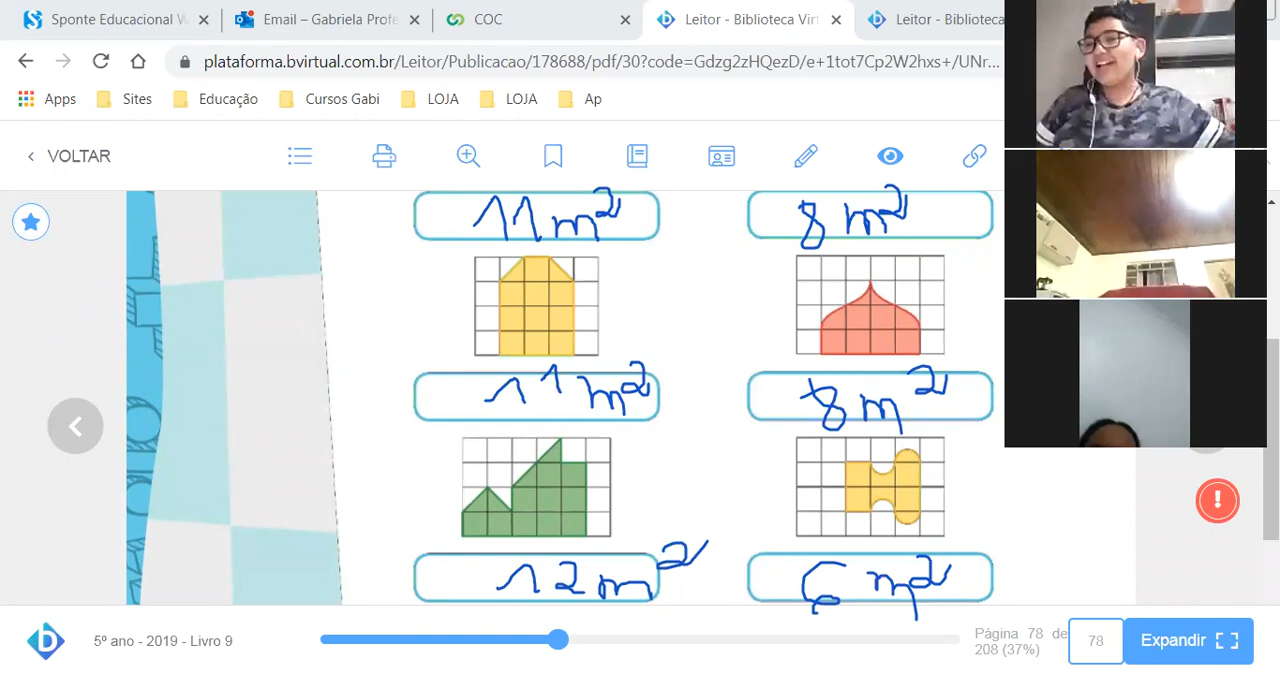 Sponte Educacional W
Email – Gabriela Profe
COC
Leitor - Biblioteca Virt
Leitor - Biblioteca
plataforma.bvirtual.com.br/Leitor/Publicacao/178688/pdf/30?code=Gdzg2zHQezD/e+1tot7Cp2W2hxs+/UNr...
Apps Sites Educação Cursos Gabi LOJA LOJA Ap
VOLTAR
11 m² 8 m²
11 m² 8 m²
12 m² 6 m²
5º ano - 2019 - Livro 9
Página 78 de
208 (37%)
78
Expandir